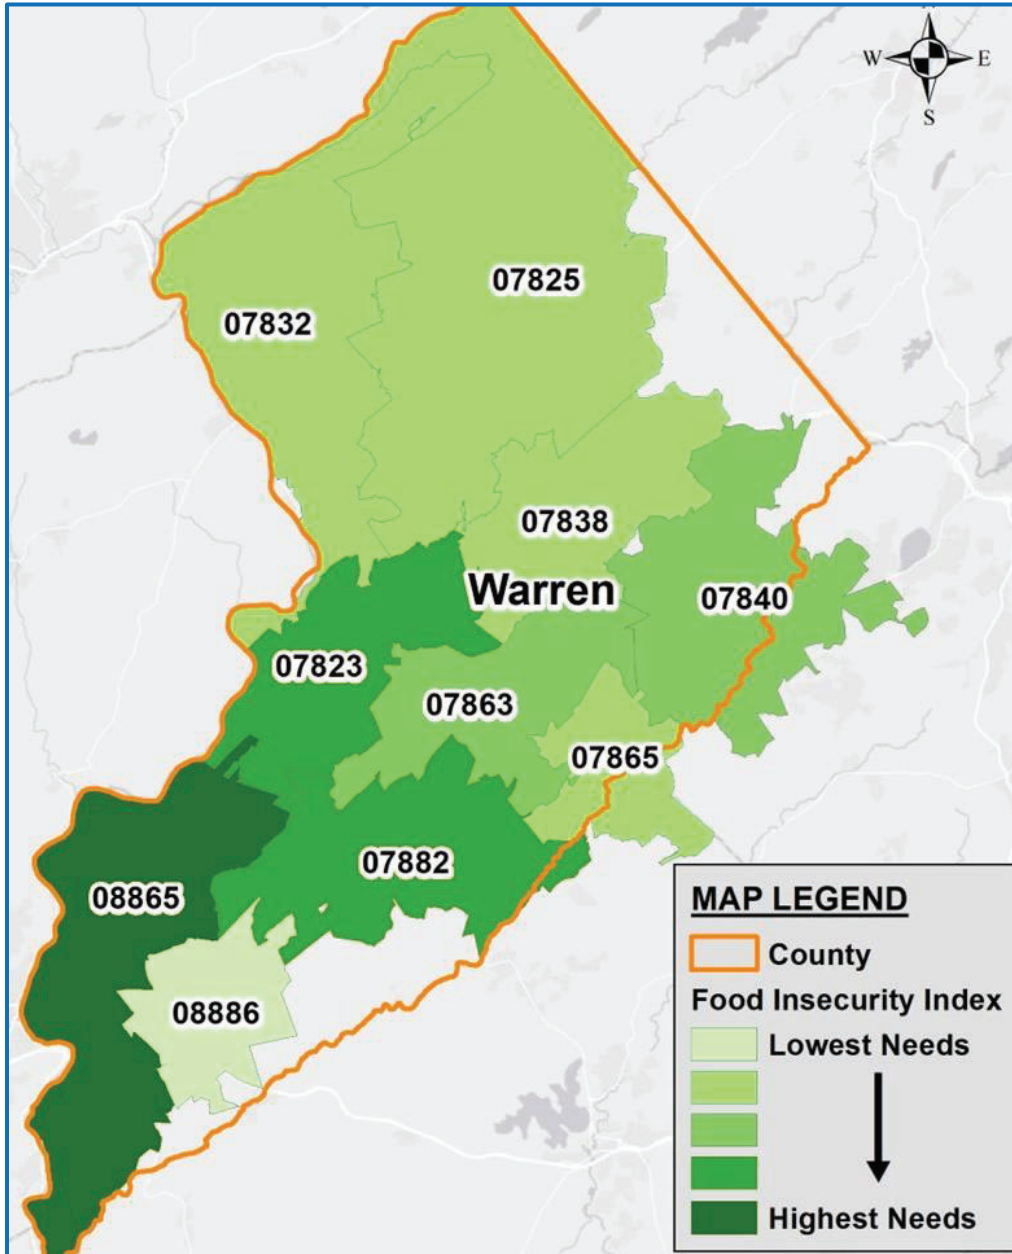 W
E
S
07825
07832
07838
Warren
07840
07823
07863
07865
07882
08865
08886
MAP LEGEND
County
Food Insecurity Index
Lowest Needs
Highest Needs